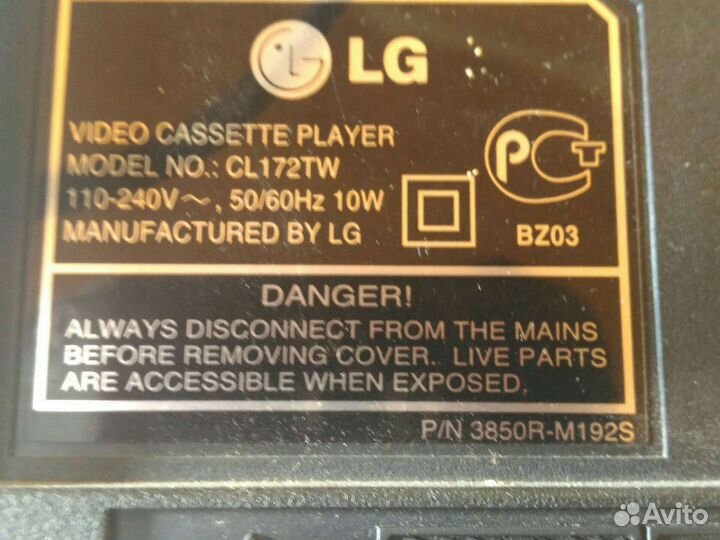 LG
VIDEO CASSETTE PLAYER
MODEL NO.: CL172TW
110-240V~, 50/60Hz 10W
MANUFACTURED BY LG
РСТ
BZ03
DANGER!
ALWAYS DISCONNECT FROM THE MAINS
BEFORE REMOVING COVER. LIVE PARTS
ARE ACCESSIBLE WHEN EXPOSED.
P/N 3850R-M192S
Avito